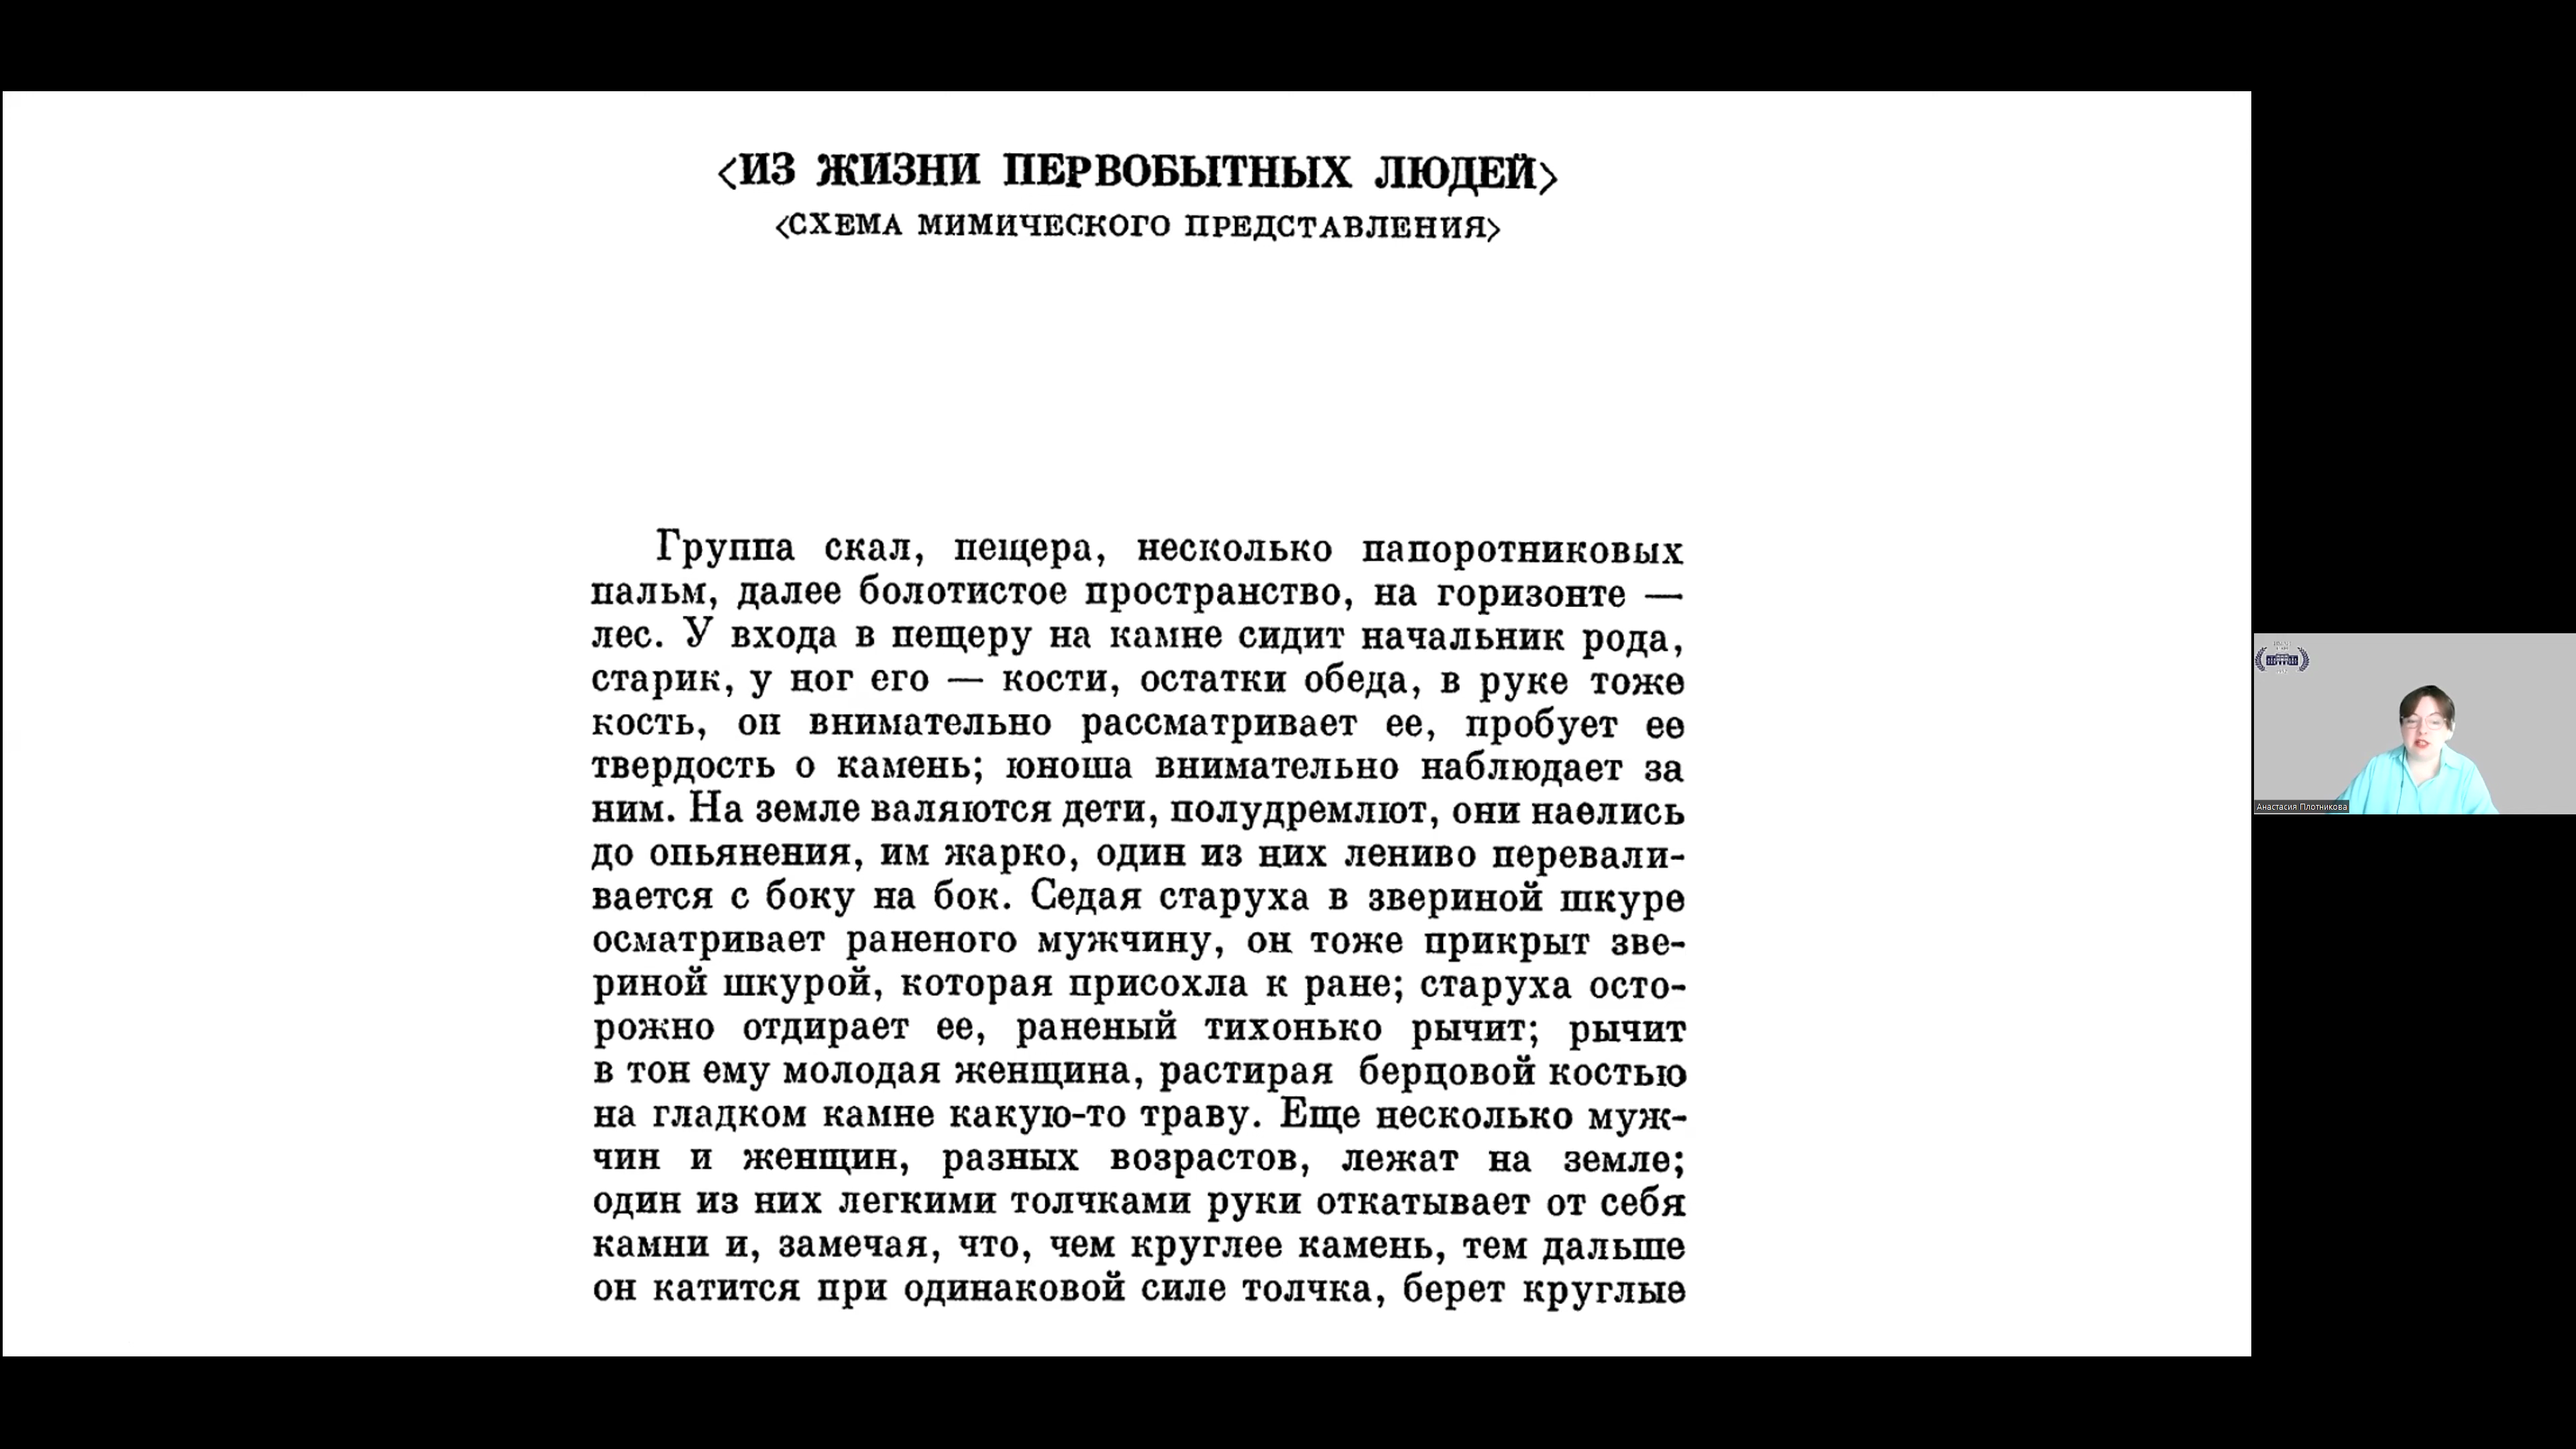 <ИЗ ЖИЗНИ ПЕРВОБЫТНЫХ ЛЮДЕЙ>
<СХЕМА МИМИЧЕСКОГО ПРЕДСТАВЛЕНИЯ>
Группа скал, пещера, несколько папоротниковых
пальм, далее болотистое пространство, на горизонте —
лес. У входа в пещеру на камне сидит начальник рода,
старик, у ног его — кости, остатки обеда, в руке тоже
кость, он внимательно рассматривает ее, пробует ее
твердость о камень; юноша внимательно наблюдает за
ним. На земле валяются дети, полудремлют, они наелись
до опьянения, им жарко, один из них лениво перевали-
вается с боку на бок. Седая старуха в звериной шкуре
осматривает раненого мужчину, он тоже прикрыт зве-
риной шкурой, которая присохла к ране; старуха осто-
рожно отдирает ее, раненый тихонько рычит; рычит
в тон ему молодая женщина, растирая берцовой костью
на гладком камне какую-то траву. Еще несколько муж-
чин и женщин, разных возрастов, лежат на земле;
один из них легкими толчками руки откатывает от себя
камни и, замечая, что, чем круглее камень, тем дальше
он катится при одинаковой силе толчка, берет круглые
Анастасия Плотникова